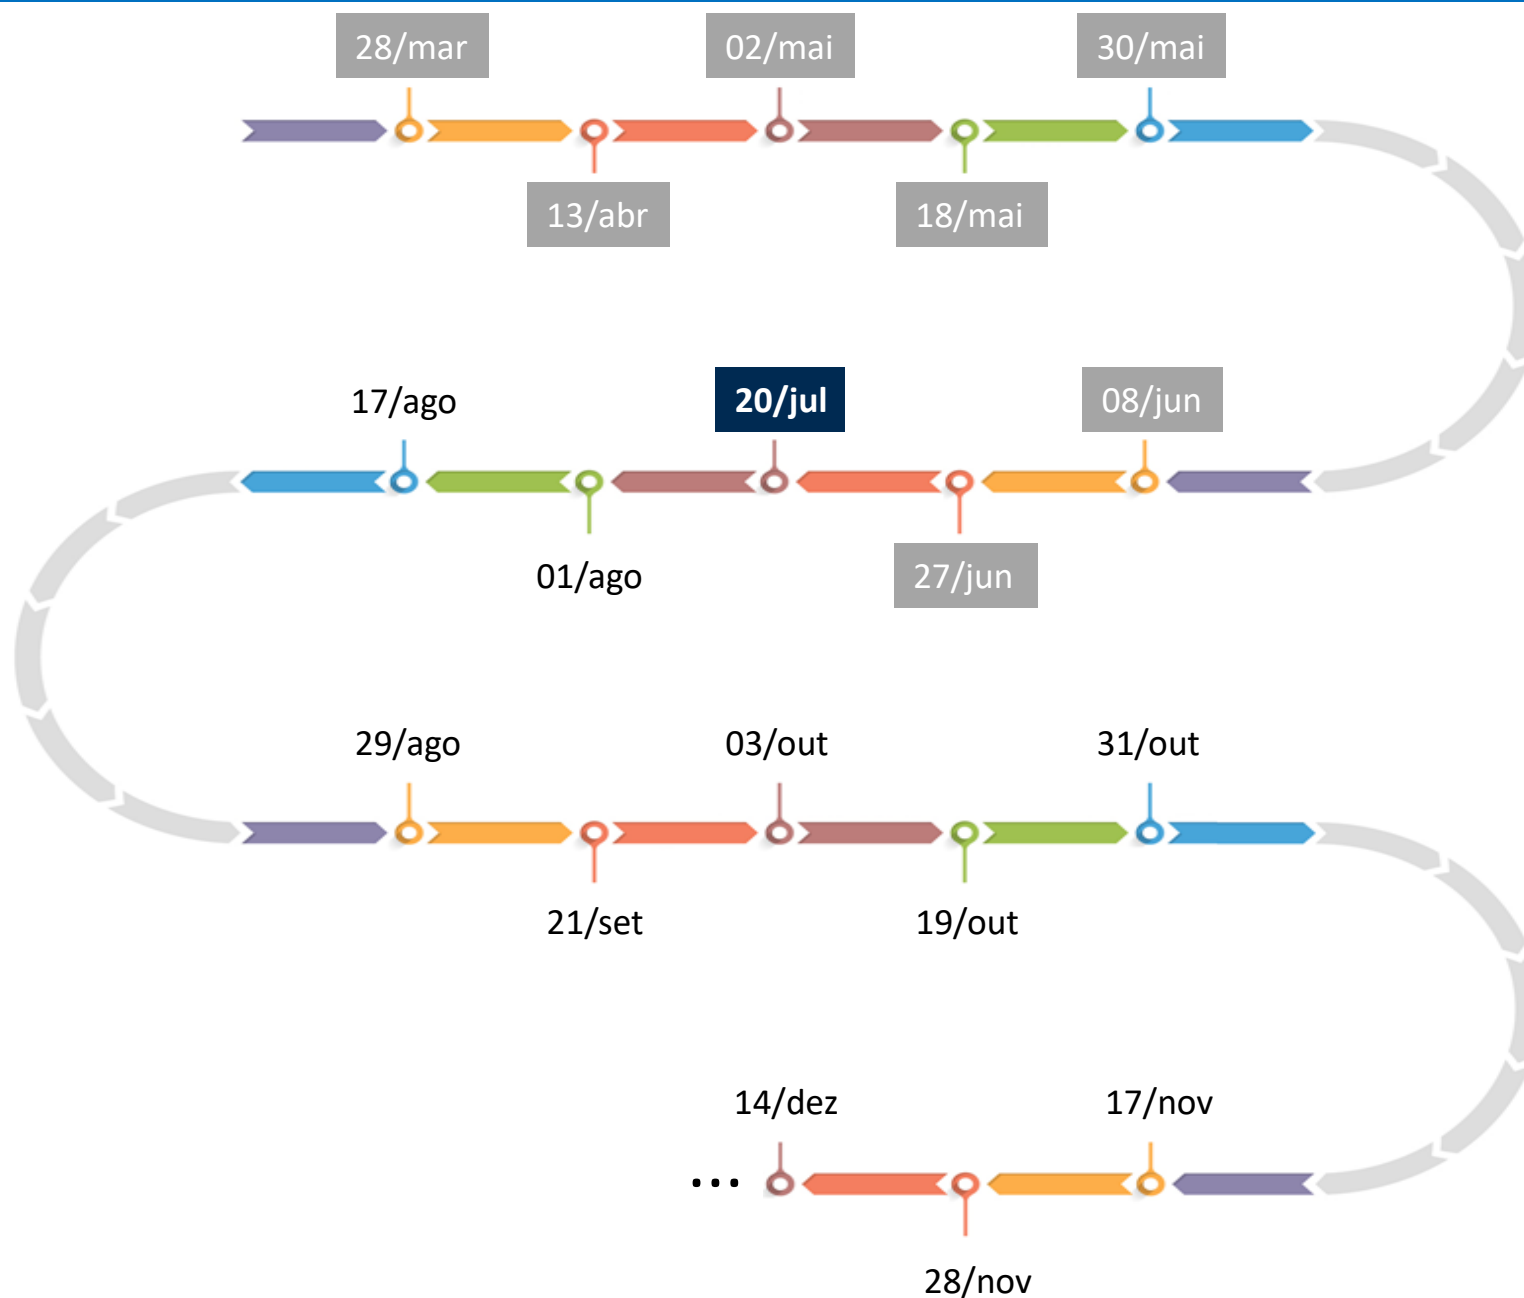 28/mar
02/mai
30/mai
13/abr
18/mai
17/ago
20/jul
08/jun
01/ago
27/jun
29/ago
03/out
31/out
21/set
19/out
14/dez
17/nov
...
28/nov